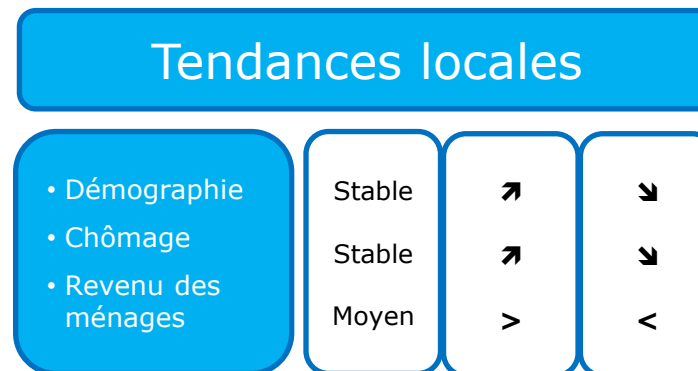 Tendances locales
• Démographie
• Chômage
• Revenu des
ménages
Stable
Stable
Moyen
➔
➔
>
➔
➔
<